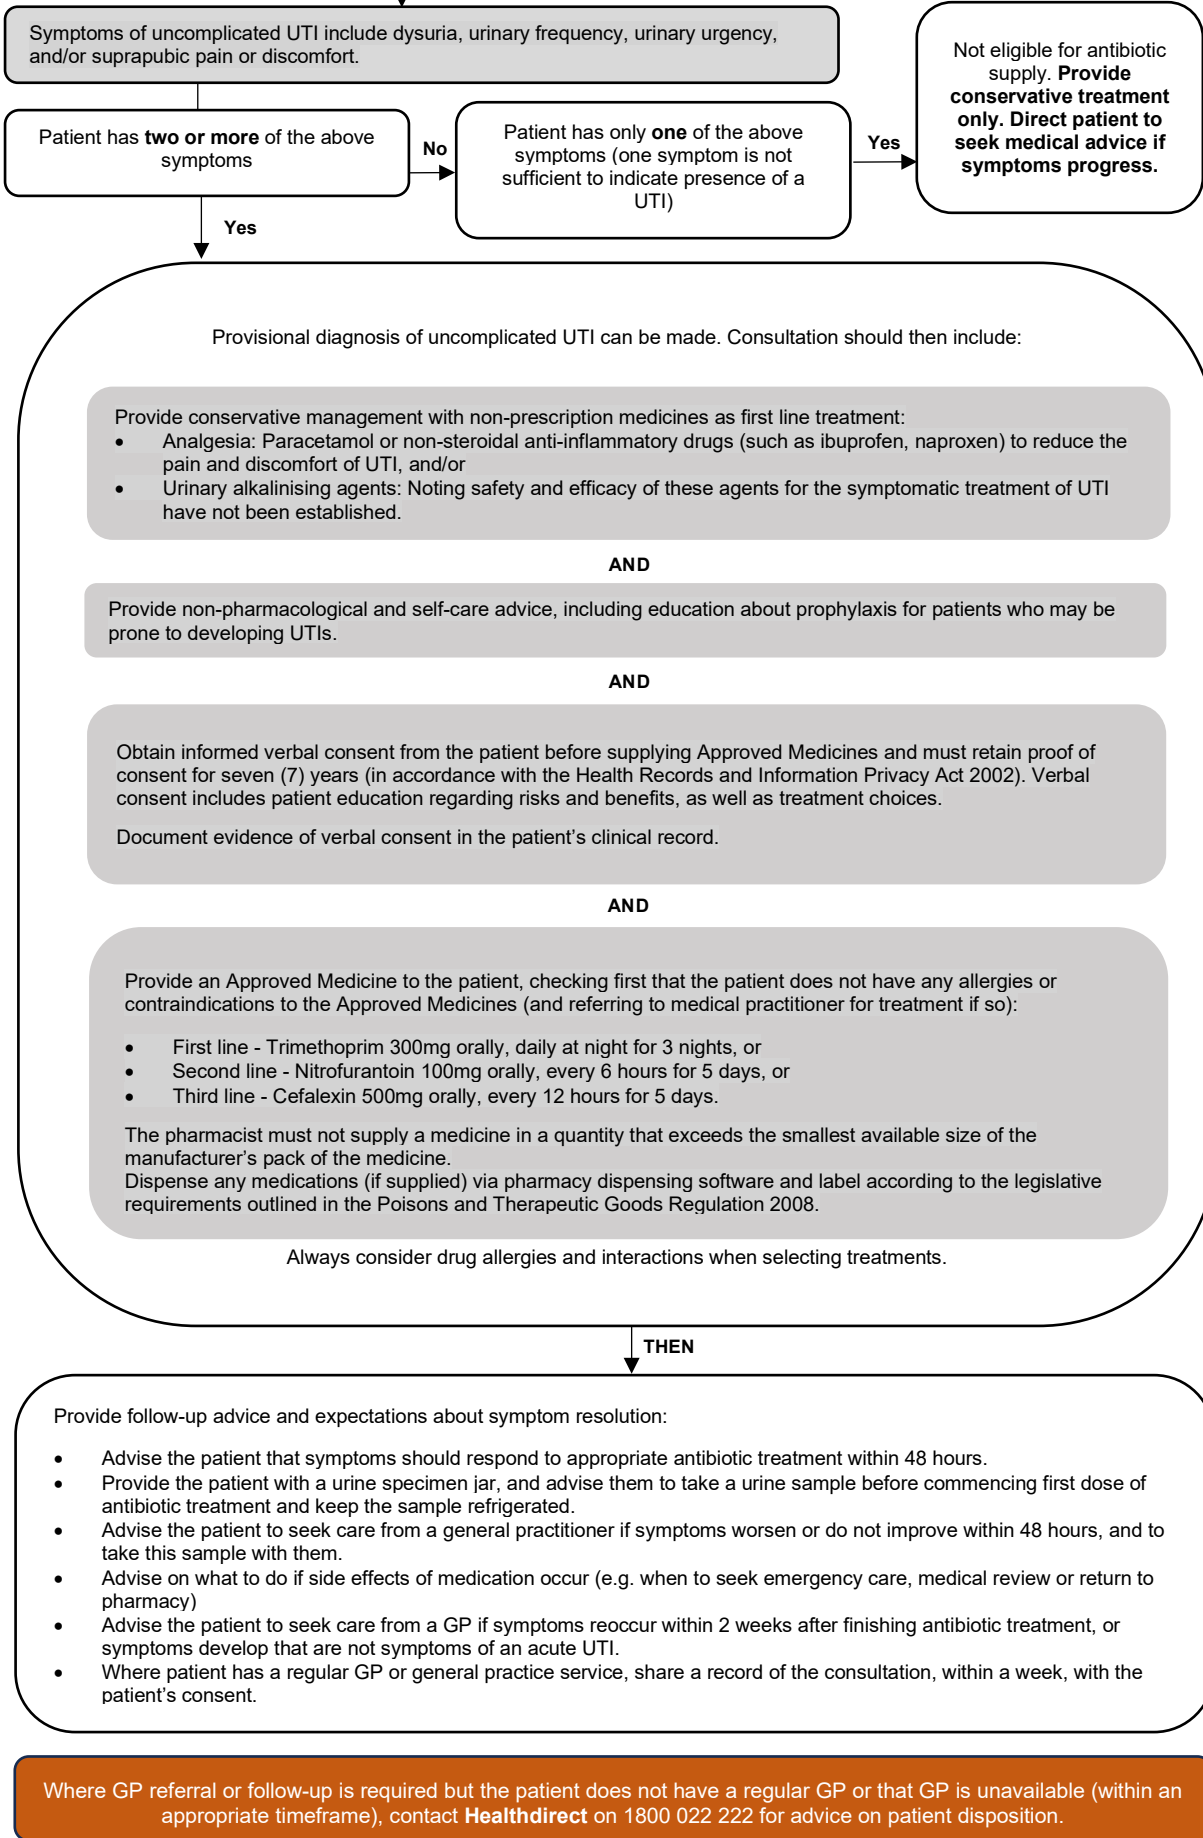 Symptoms of uncomplicated UTI include dysuria, urinary frequency, urinary urgency,
and/or suprapubic pain or discomfort.
Patient has two or more of the above
symptoms
No
Patient has only one of the above
symptoms (one symptom is not
sufficient to indicate presence of a
UTI)
Yes
Not eligible for antibiotic
supply. Provide
conservative treatment
only. Direct patient to
seek medical advice if
symptoms progress.
Yes
Provisional diagnosis of uncomplicated UTI can be made. Consultation should then include:
Provide conservative management with non-prescription medicines as first line treatment:
• Analgesia: Paracetamol or non-steroidal anti-inflammatory drugs (such as ibuprofen, naproxen) to reduce the
pain and discomfort of UTI, and/or
• Urinary alkalinising agents: Noting safety and efficacy of these agents for the symptomatic treatment of UTI
have not been established.
AND
Provide non-pharmacological and self-care advice, including education about prophylaxis for patients who may be
prone to developing UTIs.
AND
Obtain informed verbal consent from the patient before supplying Approved Medicines and must retain proof of
consent for seven (7) years (in accordance with the Health Records and Information Privacy Act 2002). Verbal
consent includes patient education regarding risks and benefits, as well as treatment choices.
Document evidence of verbal consent in the patient's clinical record.
AND
Provide an Approved Medicine to the patient, checking first that the patient does not have any allergies or
contraindications to the Approved Medicines (and referring to medical practitioner for treatment if so):
• First line - Trimethoprim 300mg orally, daily at night for 3 nights, or
• Second line - Nitrofurantoin 100mg orally, every 6 hours for 5 days, or
• Third line - Cefalexin 500mg orally, every 12 hours for 5 days.
The pharmacist must not supply a medicine in a quantity that exceeds the smallest available size of the
manufacturer's pack of the medicine.
Dispense any medications (if supplied) via pharmacy dispensing software and label according to the legislative
requirements outlined in the Poisons and Therapeutic Goods Regulation 2008.
Always consider drug allergies and interactions when selecting treatments.
THEN
Provide follow-up advice and expectations about symptom resolution:
• Advise the patient that symptoms should respond to appropriate antibiotic treatment within 48 hours.
• Provide the patient with a urine specimen jar, and advise them to take a urine sample before commencing first dose of
antibiotic treatment and keep the sample refrigerated.
• Advise the patient to seek care from a general practitioner if symptoms worsen or do not improve within 48 hours, and to
take this sample with them.
• Advise on what to do if side effects of medication occur (e.g. when to seek emergency care, medical review or return to
pharmacy)
• Advise the patient to seek care from a GP if symptoms reoccur within 2 weeks after finishing antibiotic treatment, or
symptoms develop that are not symptoms of an acute UTI.
• Where patient has a regular GP or general practice service, share a record of the consultation, within a week, with the
patient's consent.
Where GP referral or follow-up is required but the patient does not have a regular GP or that GP is unavailable (within an
appropriate timeframe), contact Healthdirect on 1800 022 222 for advice on patient disposition.